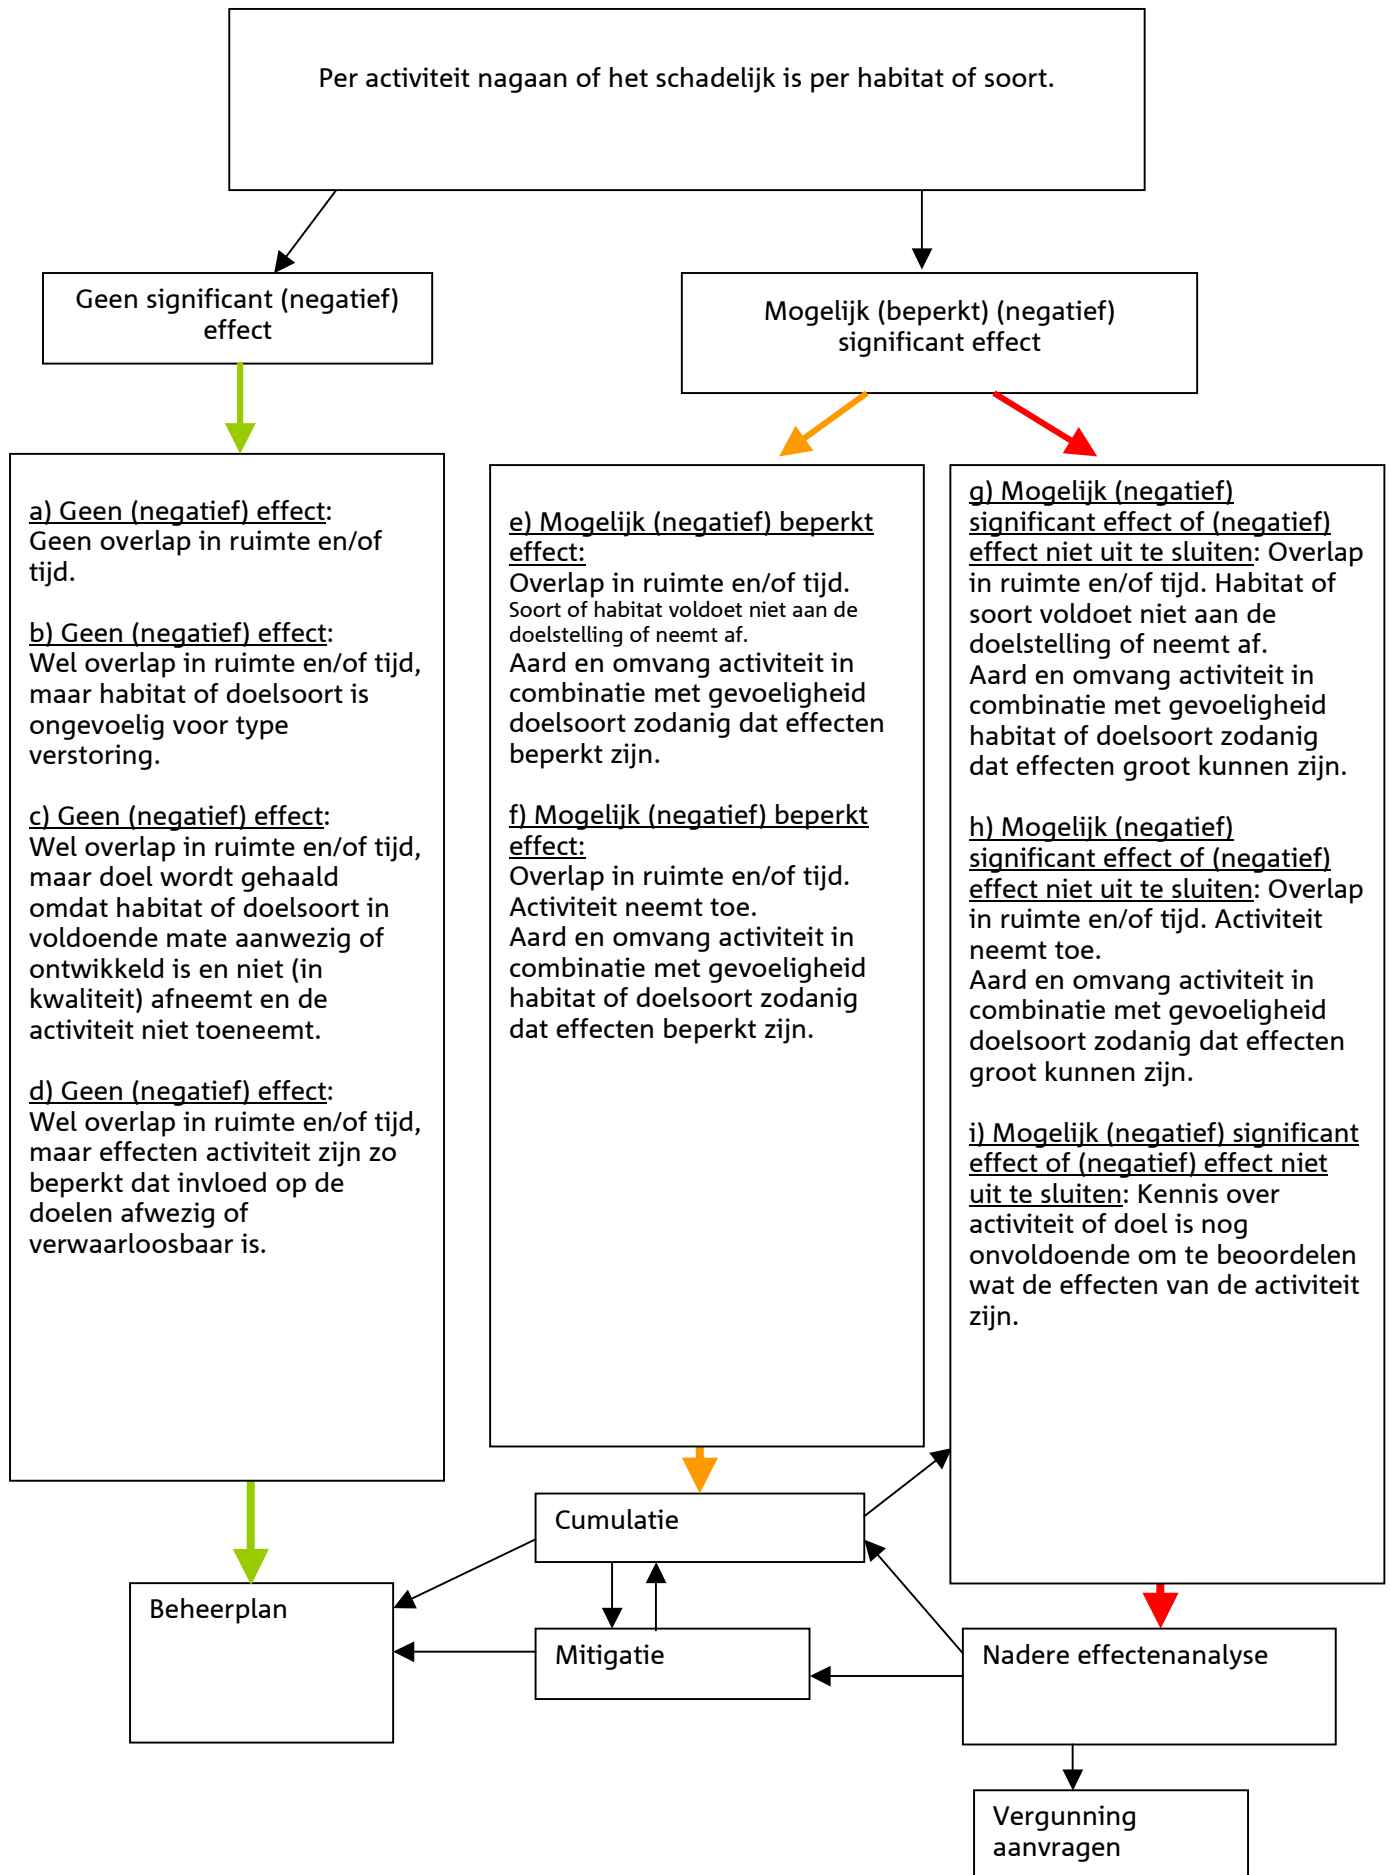 Per activiteit nagaan of het schadelijk is per habitat of soort.
Geen significant (negatief)
effect
Mogelijk (beperkt) (negatief)
significant effect
a) Geen (negatief) effect:
Geen overlap in ruimte en/of
tijd.
b) Geen (negatief) effect:
Wel overlap in ruimte en/of tijd,
maar habitat of doelsoort is
ongevoelig voor type
verstoring.
c) Geen (negatief) effect:
Wel overlap in ruimte en/of tijd,
maar doel wordt gehaald
omdat habitat of doelsoort in
voldoende mate aanwezig of
ontwikkeld is en niet (in
kwaliteit) afneemt en de
activiteit niet toeneemt.
d) Geen (negatief) effect:
Wel overlap in ruimte en/of tijd,
maar effecten activiteit zijn zo
beperkt dat invloed op de
doelen afwezig of
verwaarloosbaar is.
e) Mogelijk (negatief) beperkt
effect:
Overlap in ruimte en/of tijd.
Soort of habitat voldoet niet aan de
doelstelling of neemt af.
Aard en omvang activiteit in
combinatie met gevoeligheid
doelsoort zodanig dat effecten
beperkt zijn.
f) Mogelijk (negatief) beperkt
effect:
Overlap in ruimte en/of tijd.
Activiteit neemt toe.
Aard en omvang activiteit in
combinatie met gevoeligheid
habitat of doelsoort zodanig
dat effecten beperkt zijn.
g) Mogelijk (negatief)
significant effect of (negatief)
effect niet uit te sluiten: Overlap
in ruimte en/of tijd. Habitat of
soort voldoet niet aan de
doelstelling of neemt af.
Aard en omvang activiteit in
combinatie met gevoeligheid
habitat of doelsoort zodanig
dat effecten groot kunnen zijn.
h) Mogelijk (negatief)
significant effect of (negatief)
effect niet uit te sluiten: Overlap
in ruimte en/of tijd. Activiteit
neemt toe.
Aard en omvang activiteit in
combinatie met gevoeligheid
doelsoort zodanig dat effecten
groot kunnen zijn.
i) Mogelijk (negatief) significant
effect of (negatief) effect niet
uit te sluiten: Kennis over
activiteit of doel is nog
onvoldoende om te beoordelen
wat de effecten van de activiteit
zijn.
Cumulatie
Beheerplan
Mitigatie
Nadere effectenanalyse
Vergunning
aanvragen